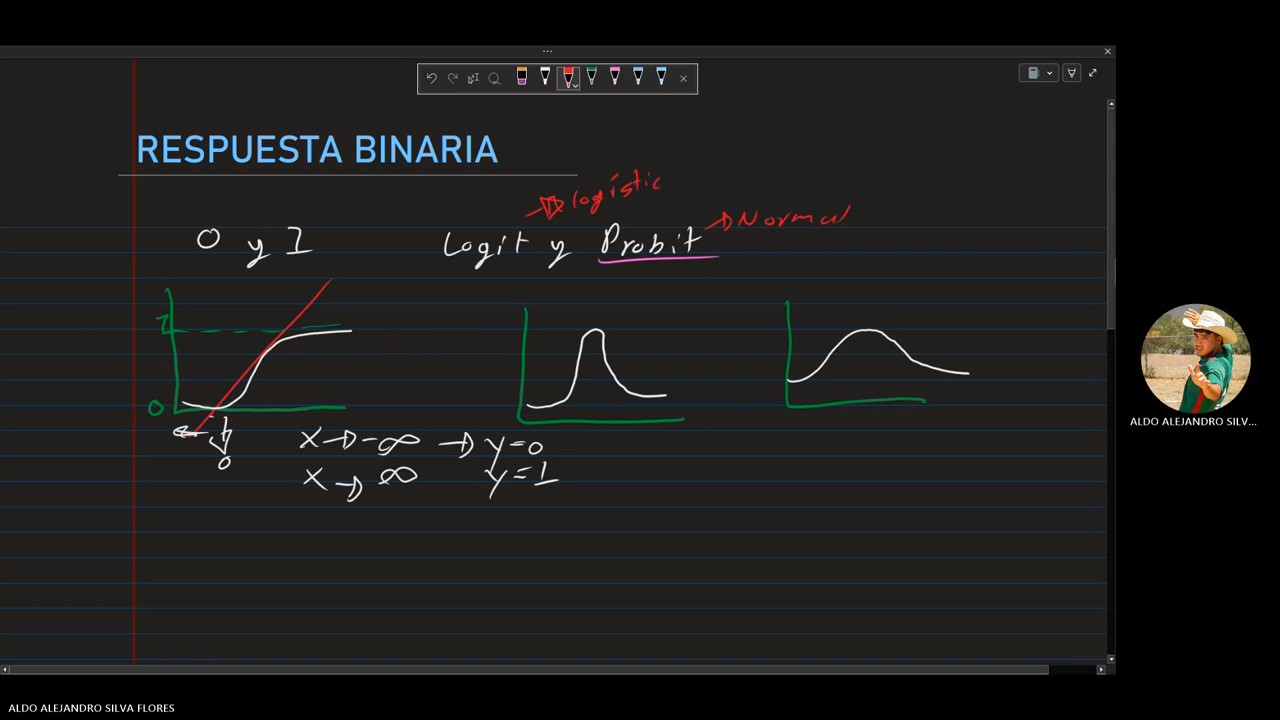 RESPUESTA BINARIA
→ logístic
0 y 1 Logit y Probit → Normal
1
0
0
x → -∞ → y=0
x → ∞ y=1
ALDO ALEJANDRO SILV...
ALDO ALEJANDRO SILVA FLORES